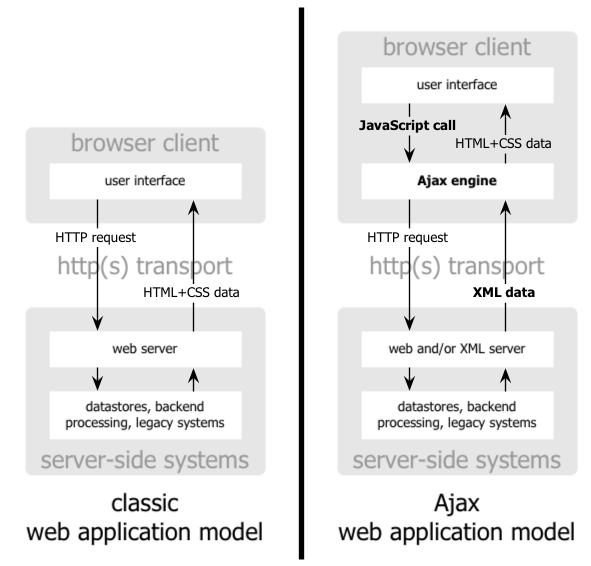 browser client
user interface
HTTP request
http(s) transport
HTML+CSS data
web server
datastores, backend
processing, legacy systems
server-side systems
classic
web application model
browser client
user interface
JavaScript call
HTML+CSS data
Ajax engine
HTTP request
http(s) transport
XML data
web and/or XML server
datastores, backend
processing, legacy systems
server-side systems
Ajax
web application model